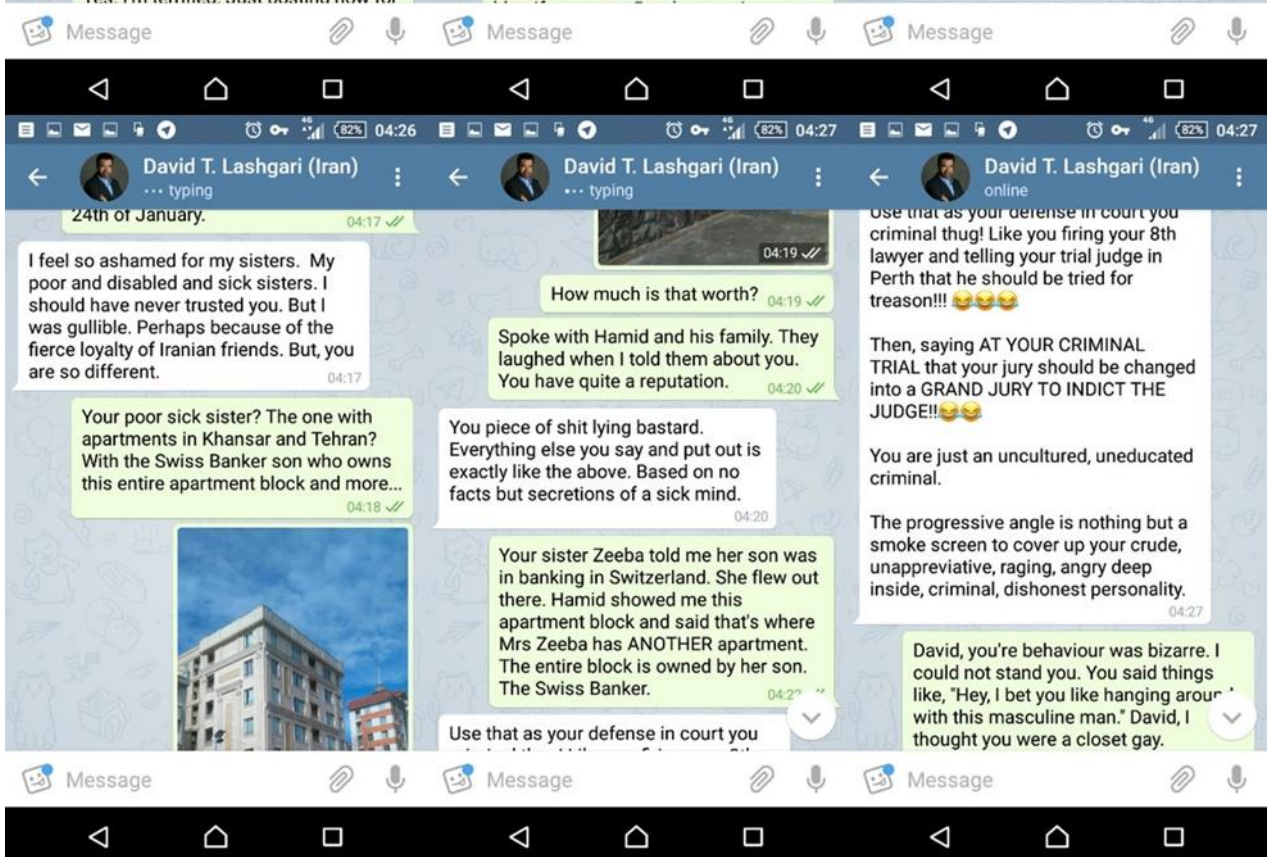 Message
Message
Message
04:26
David T. Lashgari (Iran)
••• typing
24th of January.
04:17
I feel so ashamed for my sisters. My
poor and disabled and sick sisters. I
should have never trusted you. But I
was gullible. Perhaps because of the
fierce loyalty of Iranian friends. But, you
are so different.
04:17
Your poor sick sister? The one with
apartments in Khansar and Tehran?
With the Swiss Banker son who owns
this entire apartment block and more...
04:18
Message
4G
82%
04:27
David T. Lashgari (Iran)
••• typing
04:19
How much is that worth?
04:19
Spoke with Hamid and his family. They
laughed when I told them about you.
You have quite a reputation.
04:20
You piece of shit lying bastard.
Everything else you say and put out is
exactly like the above. Based on no
facts but secretions of a sick mind.
04:20
Your sister Zeeba told me her son was
in banking in Switzerland. She flew out
there. Hamid showed me this
apartment block and said that's where
Mrs Zeeba has ANOTHER apartment.
The entire block is owned by her son.
The Swiss Banker.
Use that as your defense in court you
Message
4G
82%
04:27
David T. Lashgari (Iran)
online
Use that as your defense in court you
criminal thug! Like you firing your 8th
lawyer and telling your trial judge in
Perth that he should be tried for
treason!!! 😂😂😂
Then, saying AT YOUR CRIMINAL
TRIAL that your jury should be changed
into a GRAND JURY TO INDICT THE
JUDGE!!😂😂
You are just an uncultured, uneducated
criminal.
The progressive angle is nothing but a
smoke screen to cover up your crude,
unappreviative, raging, angry deep
inside, criminal, dishonest personality.
04:27
David, you're behaviour was bizarre. I
could not stand you. You said things
like, "Hey, I bet you like hanging around
with this masculine man." David, I
thought you were a closet gay.
Message